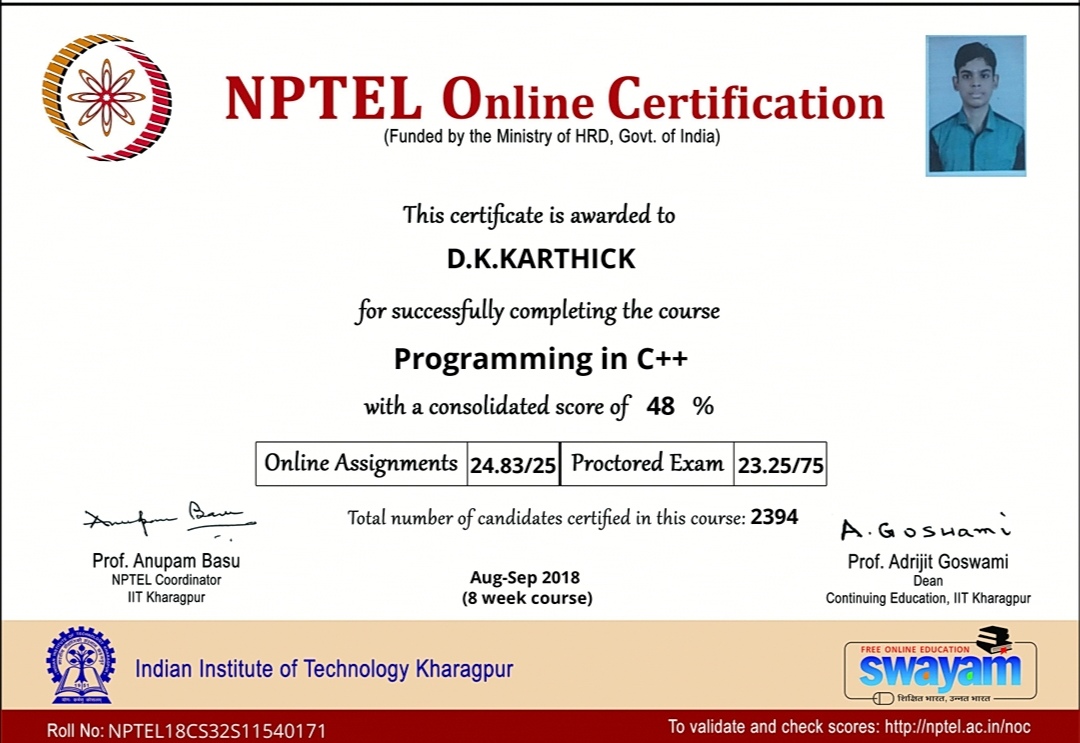 NPTEL Online Certification
(Funded by the Ministry of HRD, Govt. of India)
This certificate is awarded to
D.K.KARTHICK
for successfully completing the course
Programming in C++
with a consolidated score of 48 %
Online Assignments 24.83/25 Proctored Exam 23.25/75
Total number of candidates certified in this course: 2394
Anupam Basu
Prof. Anupam Basu
NPTEL Coordinator
IIT Kharagpur
Aug-Sep 2018
(8 week course)
A. Goswami
Prof. Adrijit Goswami
Dean
Continuing Education, IIT Kharagpur
Indian Institute of Technology Kharagpur
FREE ONLINE EDUCATION
swayam
शिक्षित भारत, उन्नत भारत
Roll No: NPTEL18CS32S11540171
To validate and check scores: http://nptel.ac.in/noc